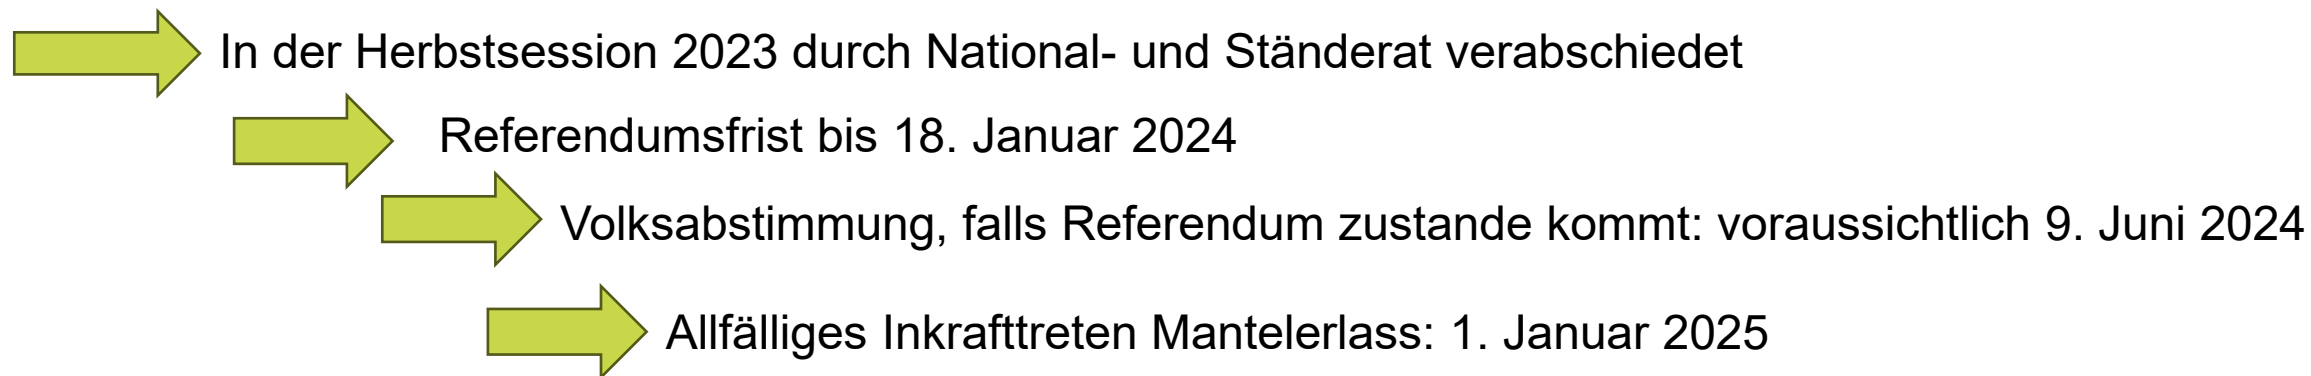 In der Herbstsession 2023 durch National- und Ständerat verabschiedet
Referendumsfrist bis 18. Januar 2024
Volksabstimmung, falls Referendum zustande kommt: voraussichtlich 9. Juni 2024
Allfälliges Inkrafttreten Mantelerlass: 1. Januar 2025